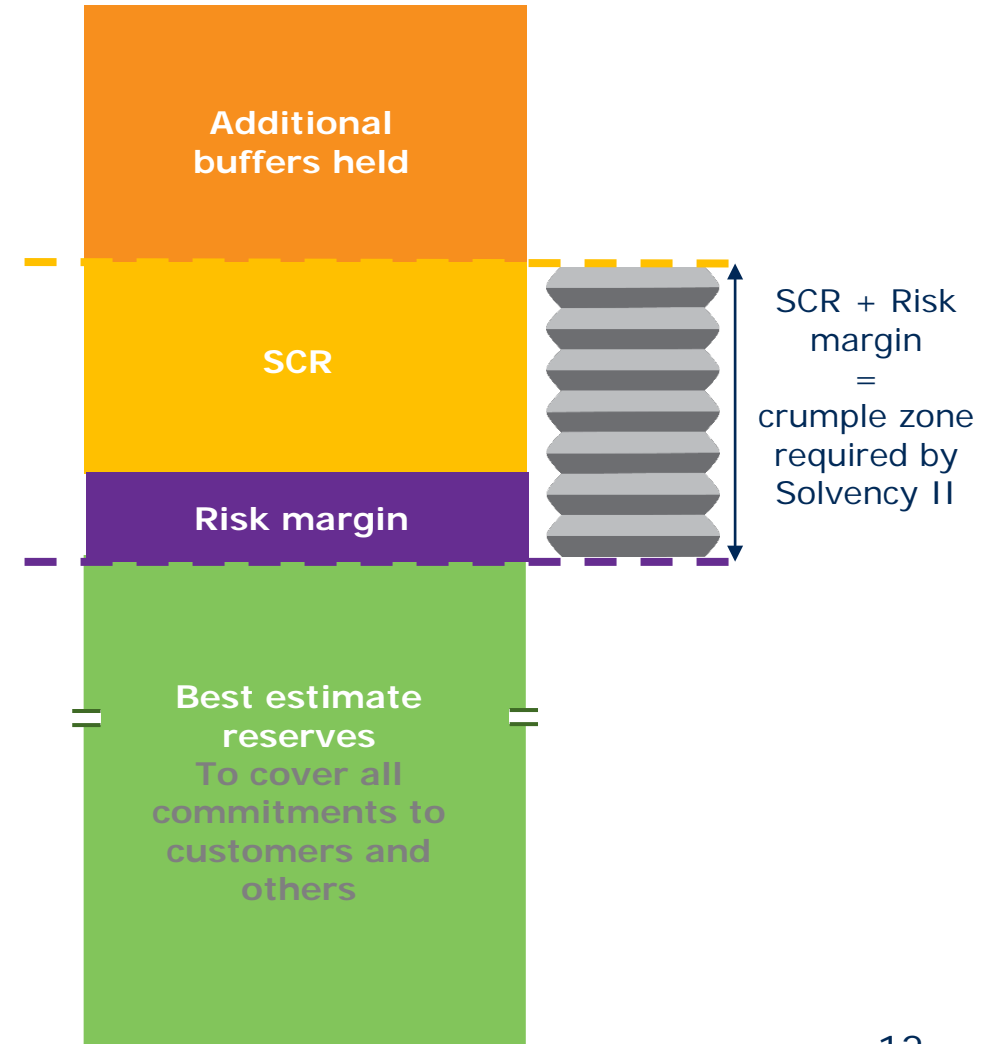 Additional
buffers held
SCR
Risk margin
SCR + Risk
margin
=
crumple zone
required by
Solvency II
Best estimate
reserves
To cover all
commitments to
customers and
others